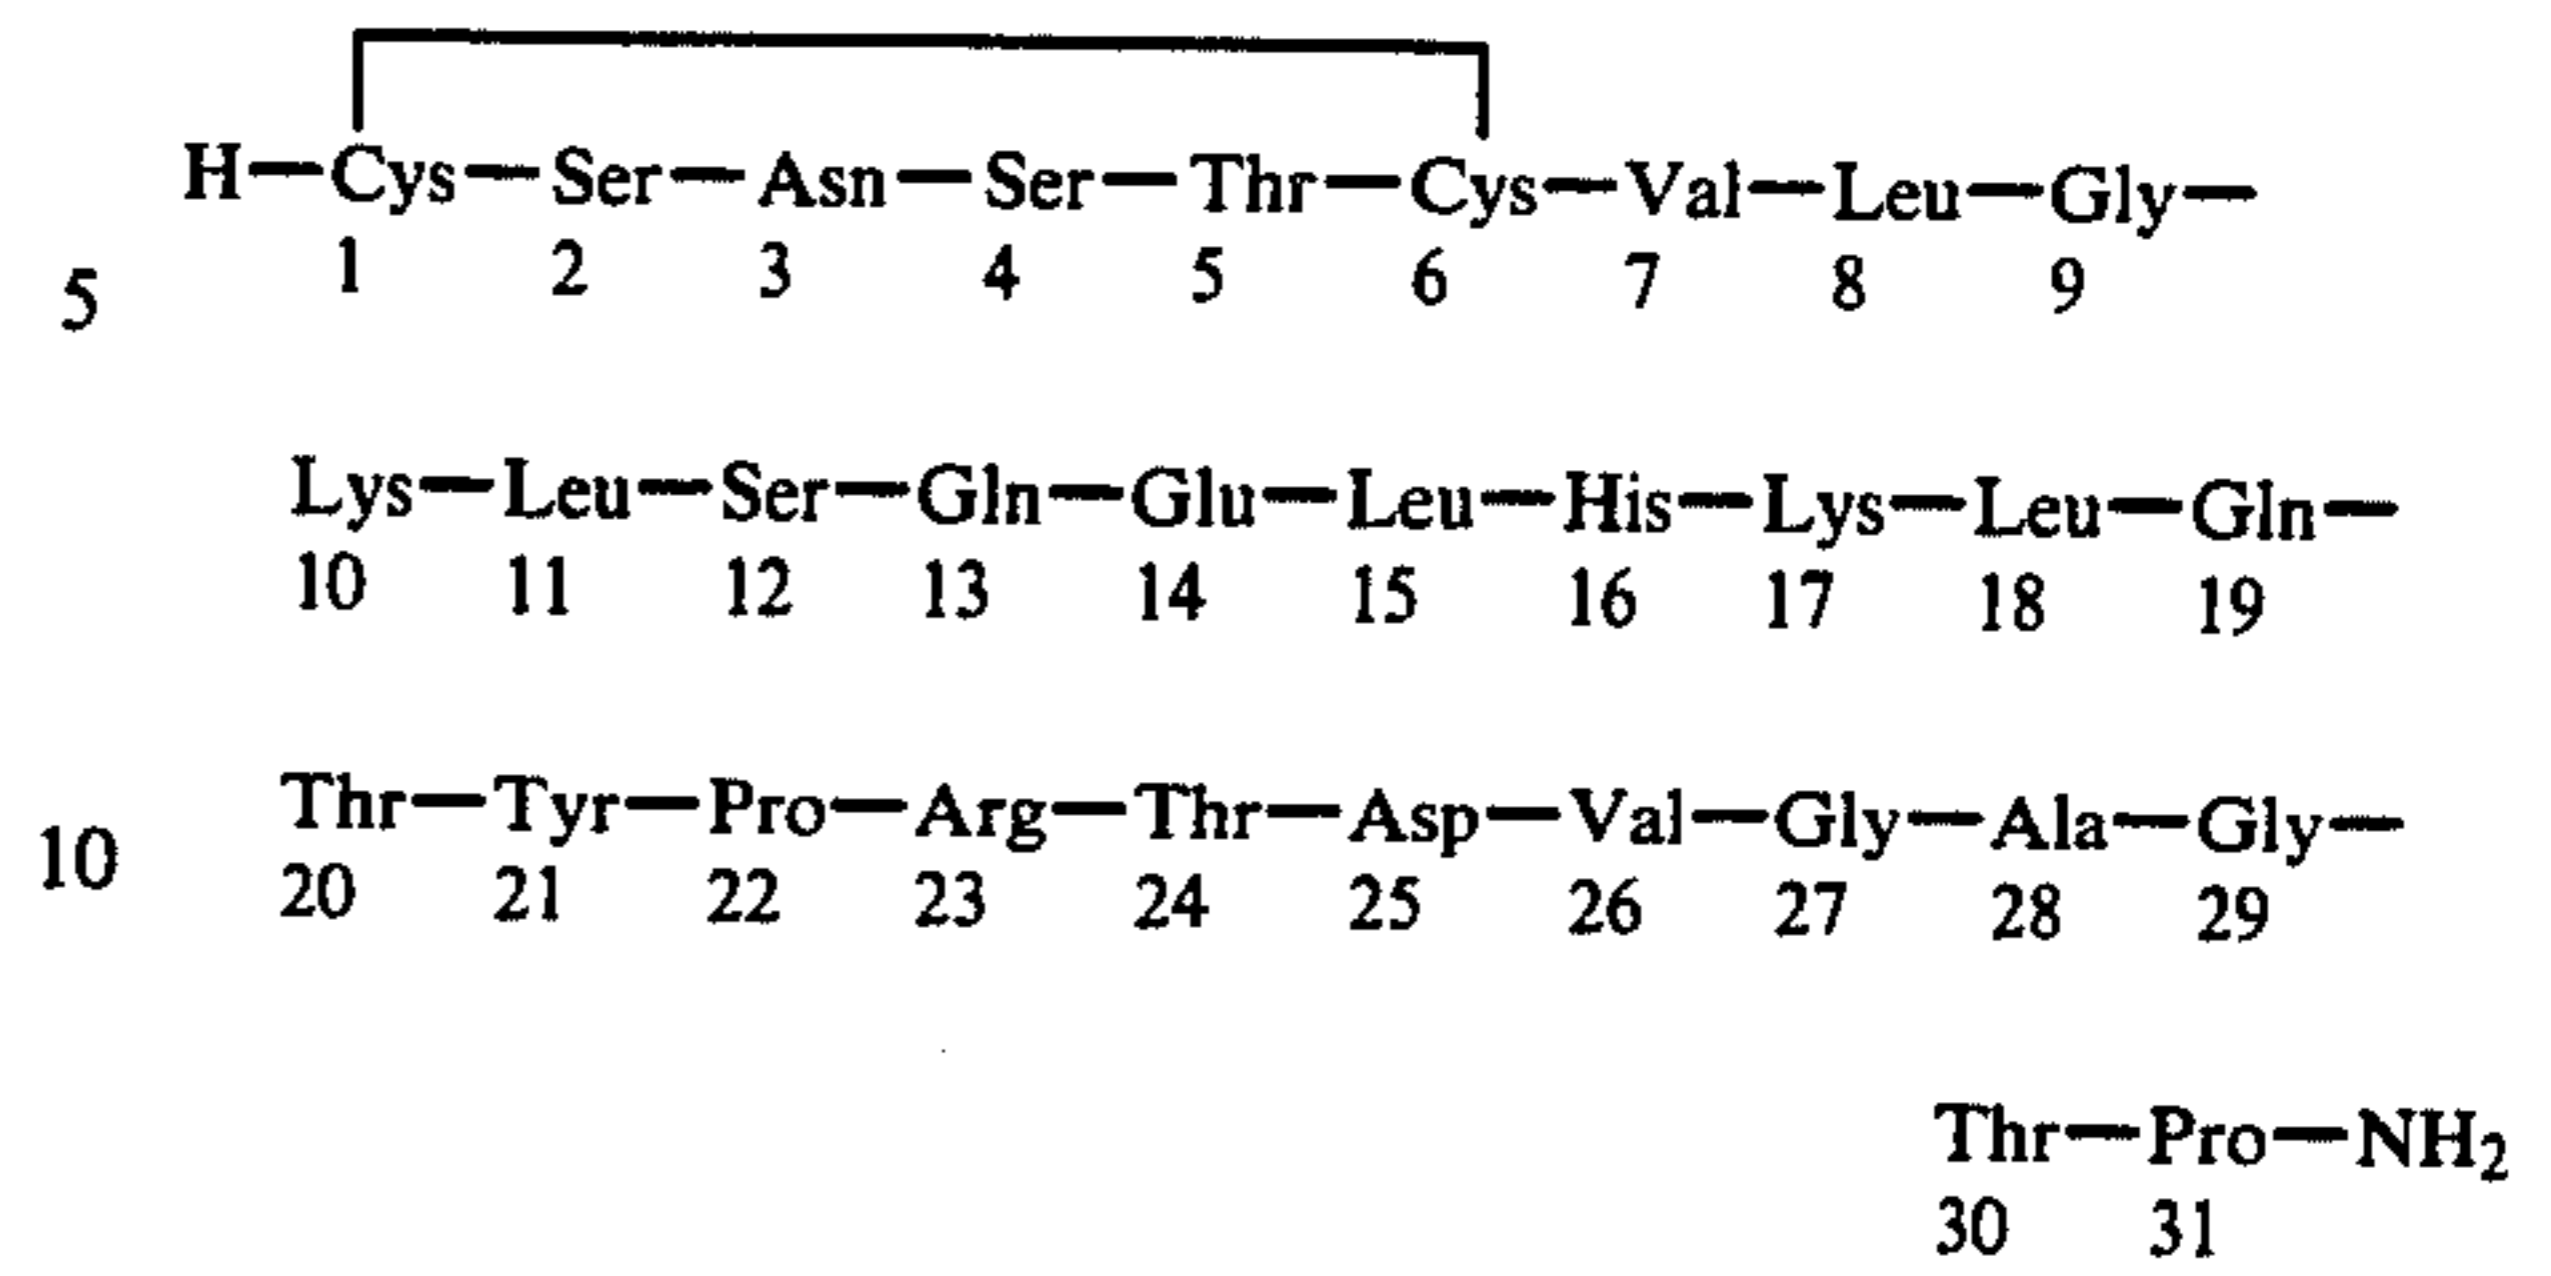 H—Cys—Ser—Asn—Ser—Thr—Cys—Val—Leu—Gly—
1 2 3 4 5 6 7 8 9
5
Lys—Leu—Ser—Gln—Glu—Leu—His—Lys—Leu—Gln—
10 11 12 13 14 15 16 17 18 19
Thr—Tyr—Pro—Arg—Thr—Asp—Val—Gly—Ala—Gly—
10
20 21 22 23 24 25 26 27 28 29
Thr—Pro—NH2
30 31